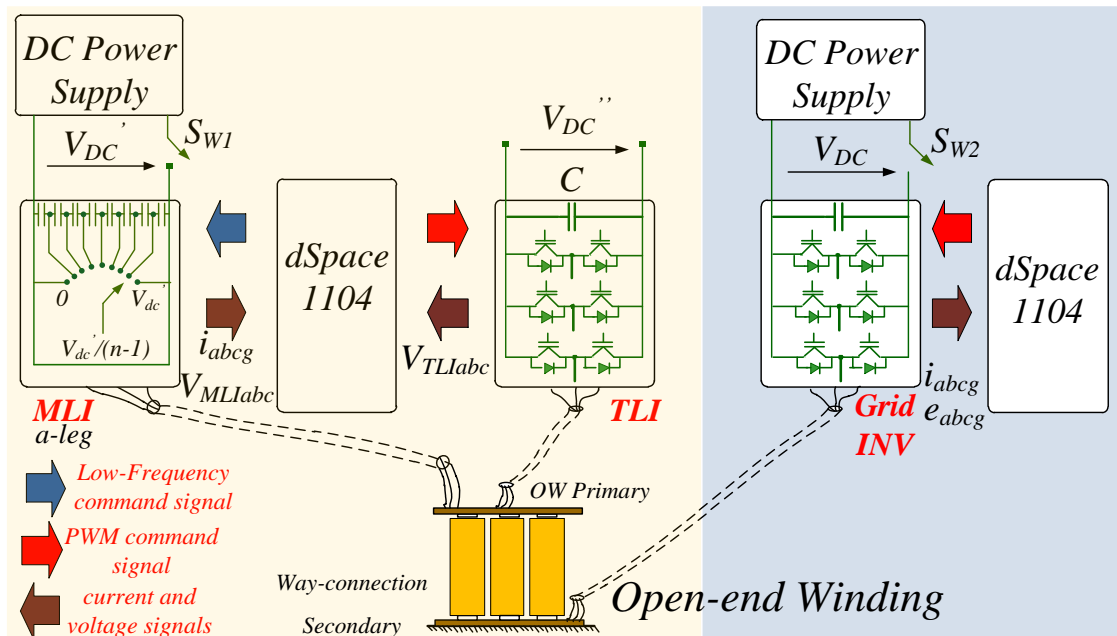 DC Power
Supply
V_DC'
S_W1
0
V_dc'
V_dc'/(n-1)
MLI
a-leg
i_abcg
V_MLIabc
dSpace
1104
V_DC''
C
V_TLIabc
TLI
DC Power
Supply
V_DC
S_W2
dSpace
1104
i_abcg
e_abcg
Grid
INV
Low-Frequency
command signal
PWM command
signal
current and
voltage signals
OW Primary
Way-connection
Secondary
Open-end Winding